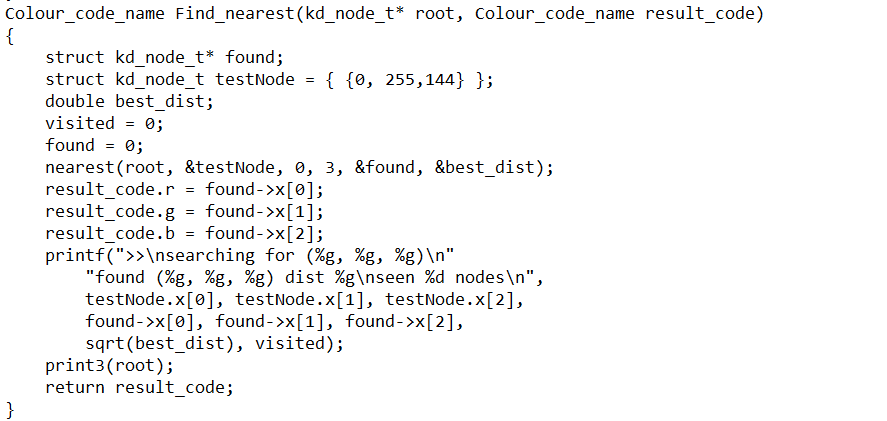 Colour_code_name Find_nearest(kd_node_t* root, Colour_code_name result_code)
{
    struct kd_node_t* found;
    struct kd_node_t testNode = { {0, 255,144} };
    double best_dist;
    visited = 0;
    found = 0;
    nearest(root, &testNode, 0, 3, &found, &best_dist);
    result_code.r = found->x[0];
    result_code.g = found->x[1];
    result_code.b = found->x[2];
    printf(">>\nsearching for (%g, %g, %g)\n"
        "found (%g, %g, %g) dist %g\nseen %d nodes\n",
        testNode.x[0], testNode.x[1], testNode.x[2],
        found->x[0], found->x[1], found->x[2],
        sqrt(best_dist), visited);
    print3(root);
    return result_code;
}